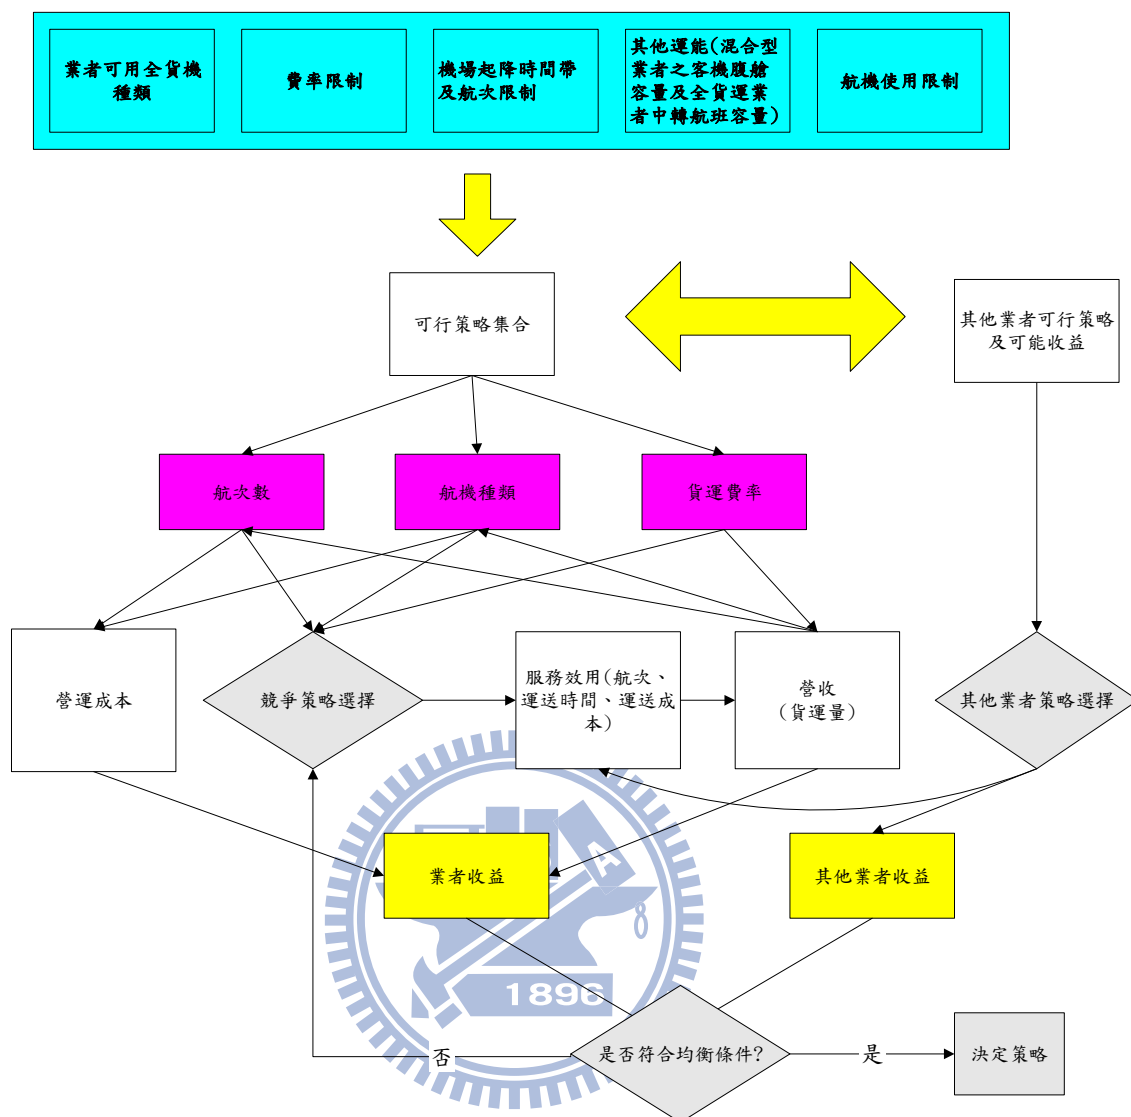 業者可用全貨機
種類
費率限制
機場起降時間帶
及航次限制
其他運能(混合型
業者之客機腹艙
容量及全貨運業
者中轉航班容量)
航機使用限制
可行策略集合
其他業者可行策略
及可能收益
航次數
航機種類
貨運費率
營運成本
競爭策略選擇
服務效用(航次、
運送時間、運送成
本)
營收
(貨運量)
其他業者策略選擇
業者收益
其他業者收益
1896
否
是否符合均衡條件?
是
決定策略